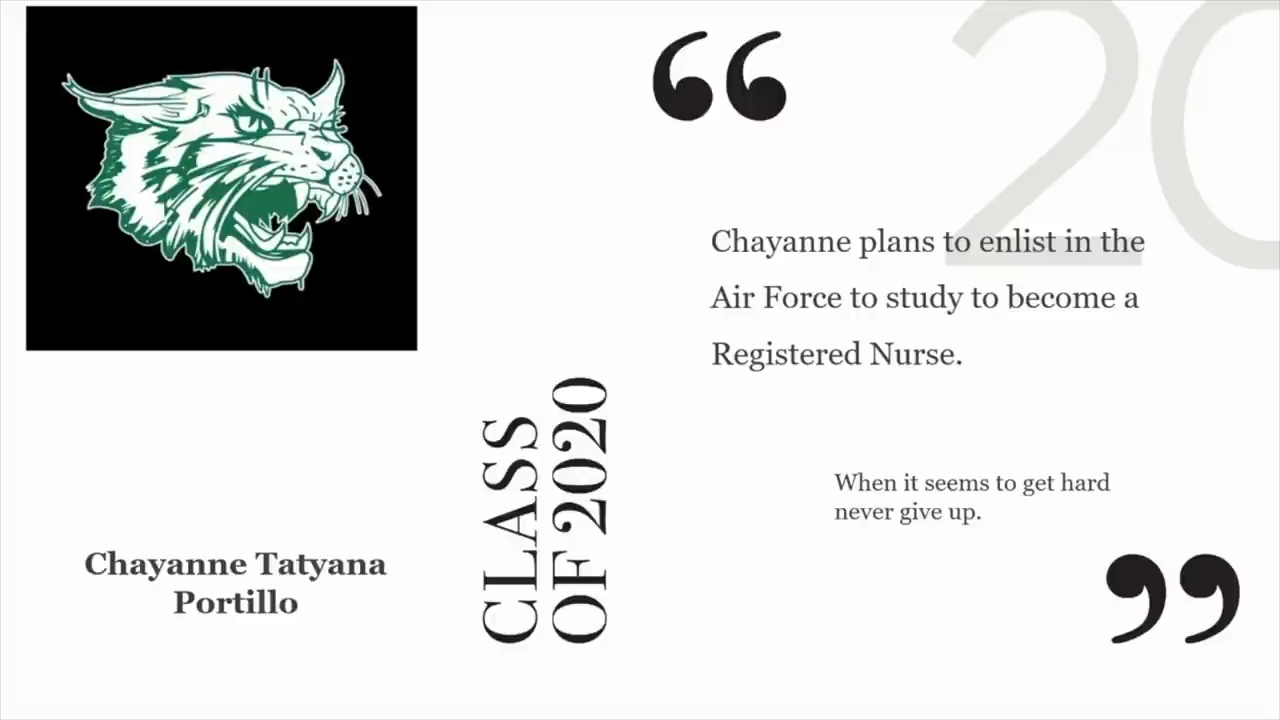 20
“
Chayanne plans to enlist in the
Air Force to study to become a
Registered Nurse.
When it seems to get hard
never give up.
”
CLASS
OF 2020
Chayanne Tatyana
Portillo